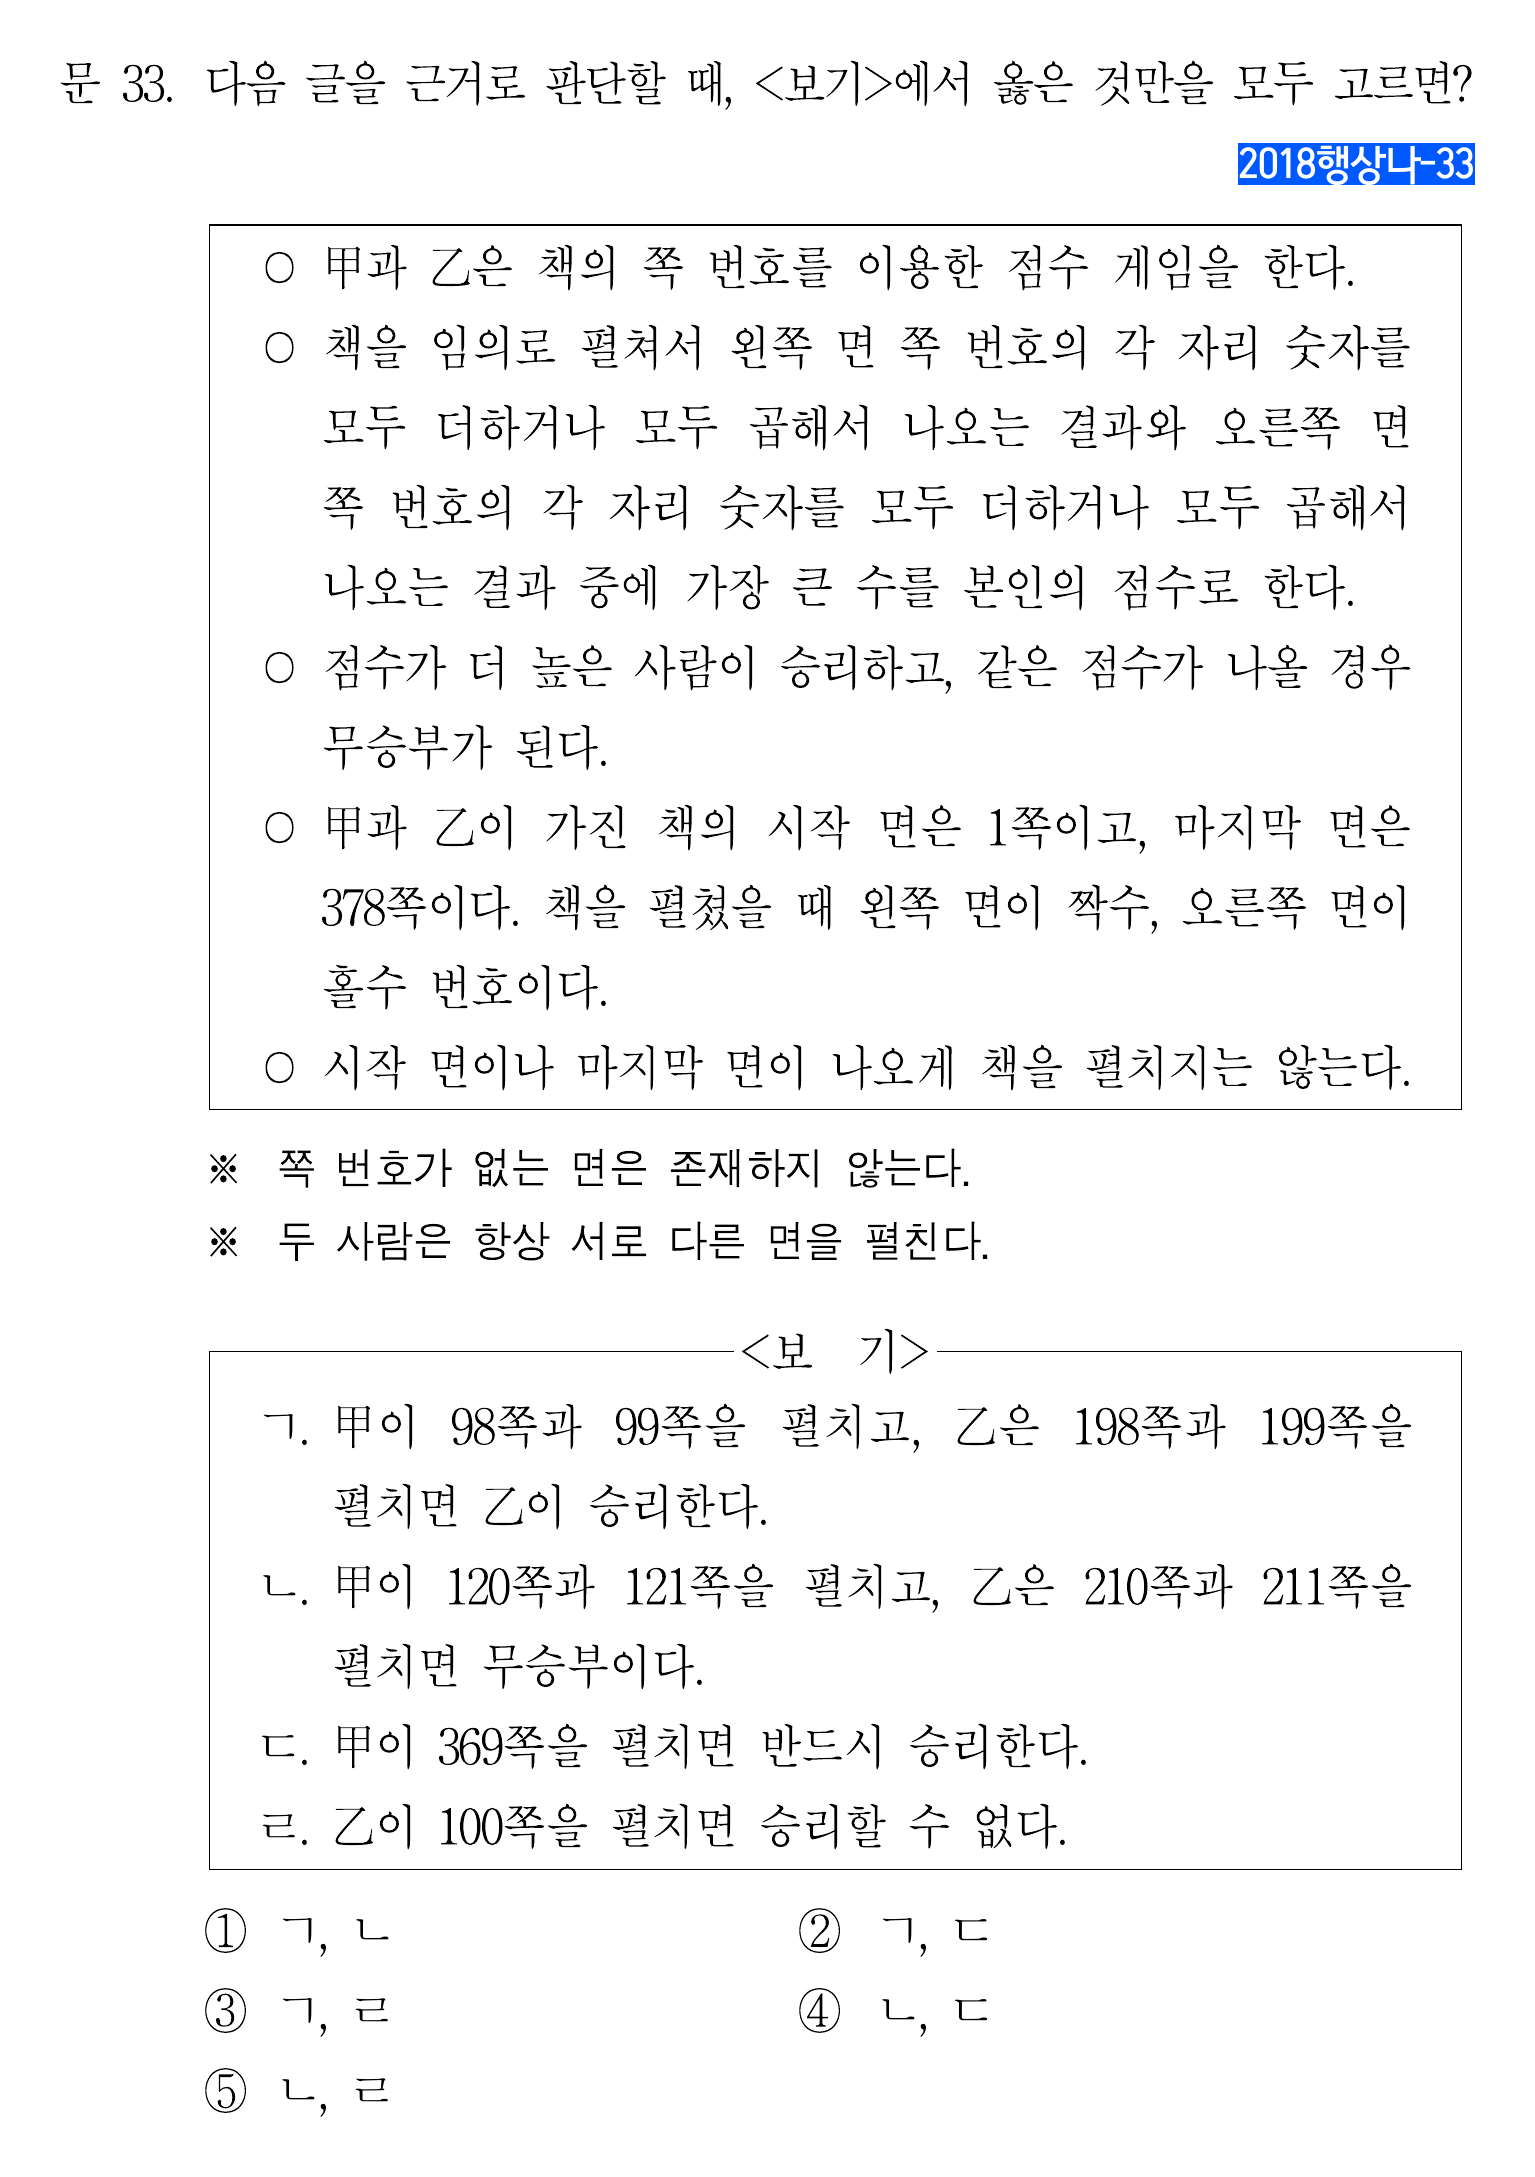 문 33. 다음 글을 근거로 판단할 때, <보기>에서 옳은 것만을 모두 고르면?
2018행상나-33
○ 甲과 乙은 책의 쪽 번호를 이용한 점수 게임을 한다.
○ 책을 임의로 펼쳐서 왼쪽 면 쪽 번호의 각 자리 숫자를
모두 더하거나 모두 곱해서 나오는 결과와 오른쪽 면
쪽 번호의 각 자리 숫자를 모두 더하거나 모두 곱해서
나오는 결과 중에 가장 큰 수를 본인의 점수로 한다.
○ 점수가 더 높은 사람이 승리하고, 같은 점수가 나올 경우
무승부가 된다.
○ 甲과 乙이 가진 책의 시작 면은 1쪽이고, 마지막 면은
378쪽이다. 책을 펼쳤을 때 왼쪽 면이 짝수, 오른쪽 면이
홀수 번호이다.
○ 시작 면이나 마지막 면이 나오게 책을 펼치지는 않는다.
※ 쪽 번호가 없는 면은 존재하지 않는다.
※ 두 사람은 항상 서로 다른 면을 펼친다.
<보 기>
ㄱ. 甲이 98쪽과 99쪽을 펼치고, 乙은 198쪽과 199쪽을
펼치면 乙이 승리한다.
ㄴ. 甲이 120쪽과 121쪽을 펼치고, 乙은 210쪽과 211쪽을
펼치면 무승부이다.
ㄷ. 甲이 369쪽을 펼치면 반드시 승리한다.
ㄹ. 乙이 100쪽을 펼치면 승리할 수 없다.
① ㄱ, ㄴ ② ㄱ, ㄷ
③ ㄱ, ㄹ ④ ㄴ, ㄷ
⑤ ㄴ, ㄹ